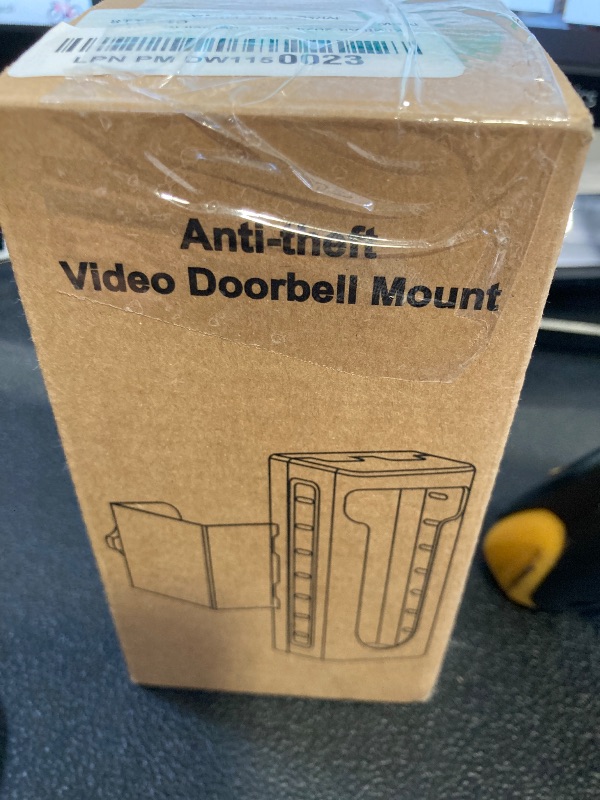 LPN PM DW1150023
Anti-theft
Video Doorbell Mount